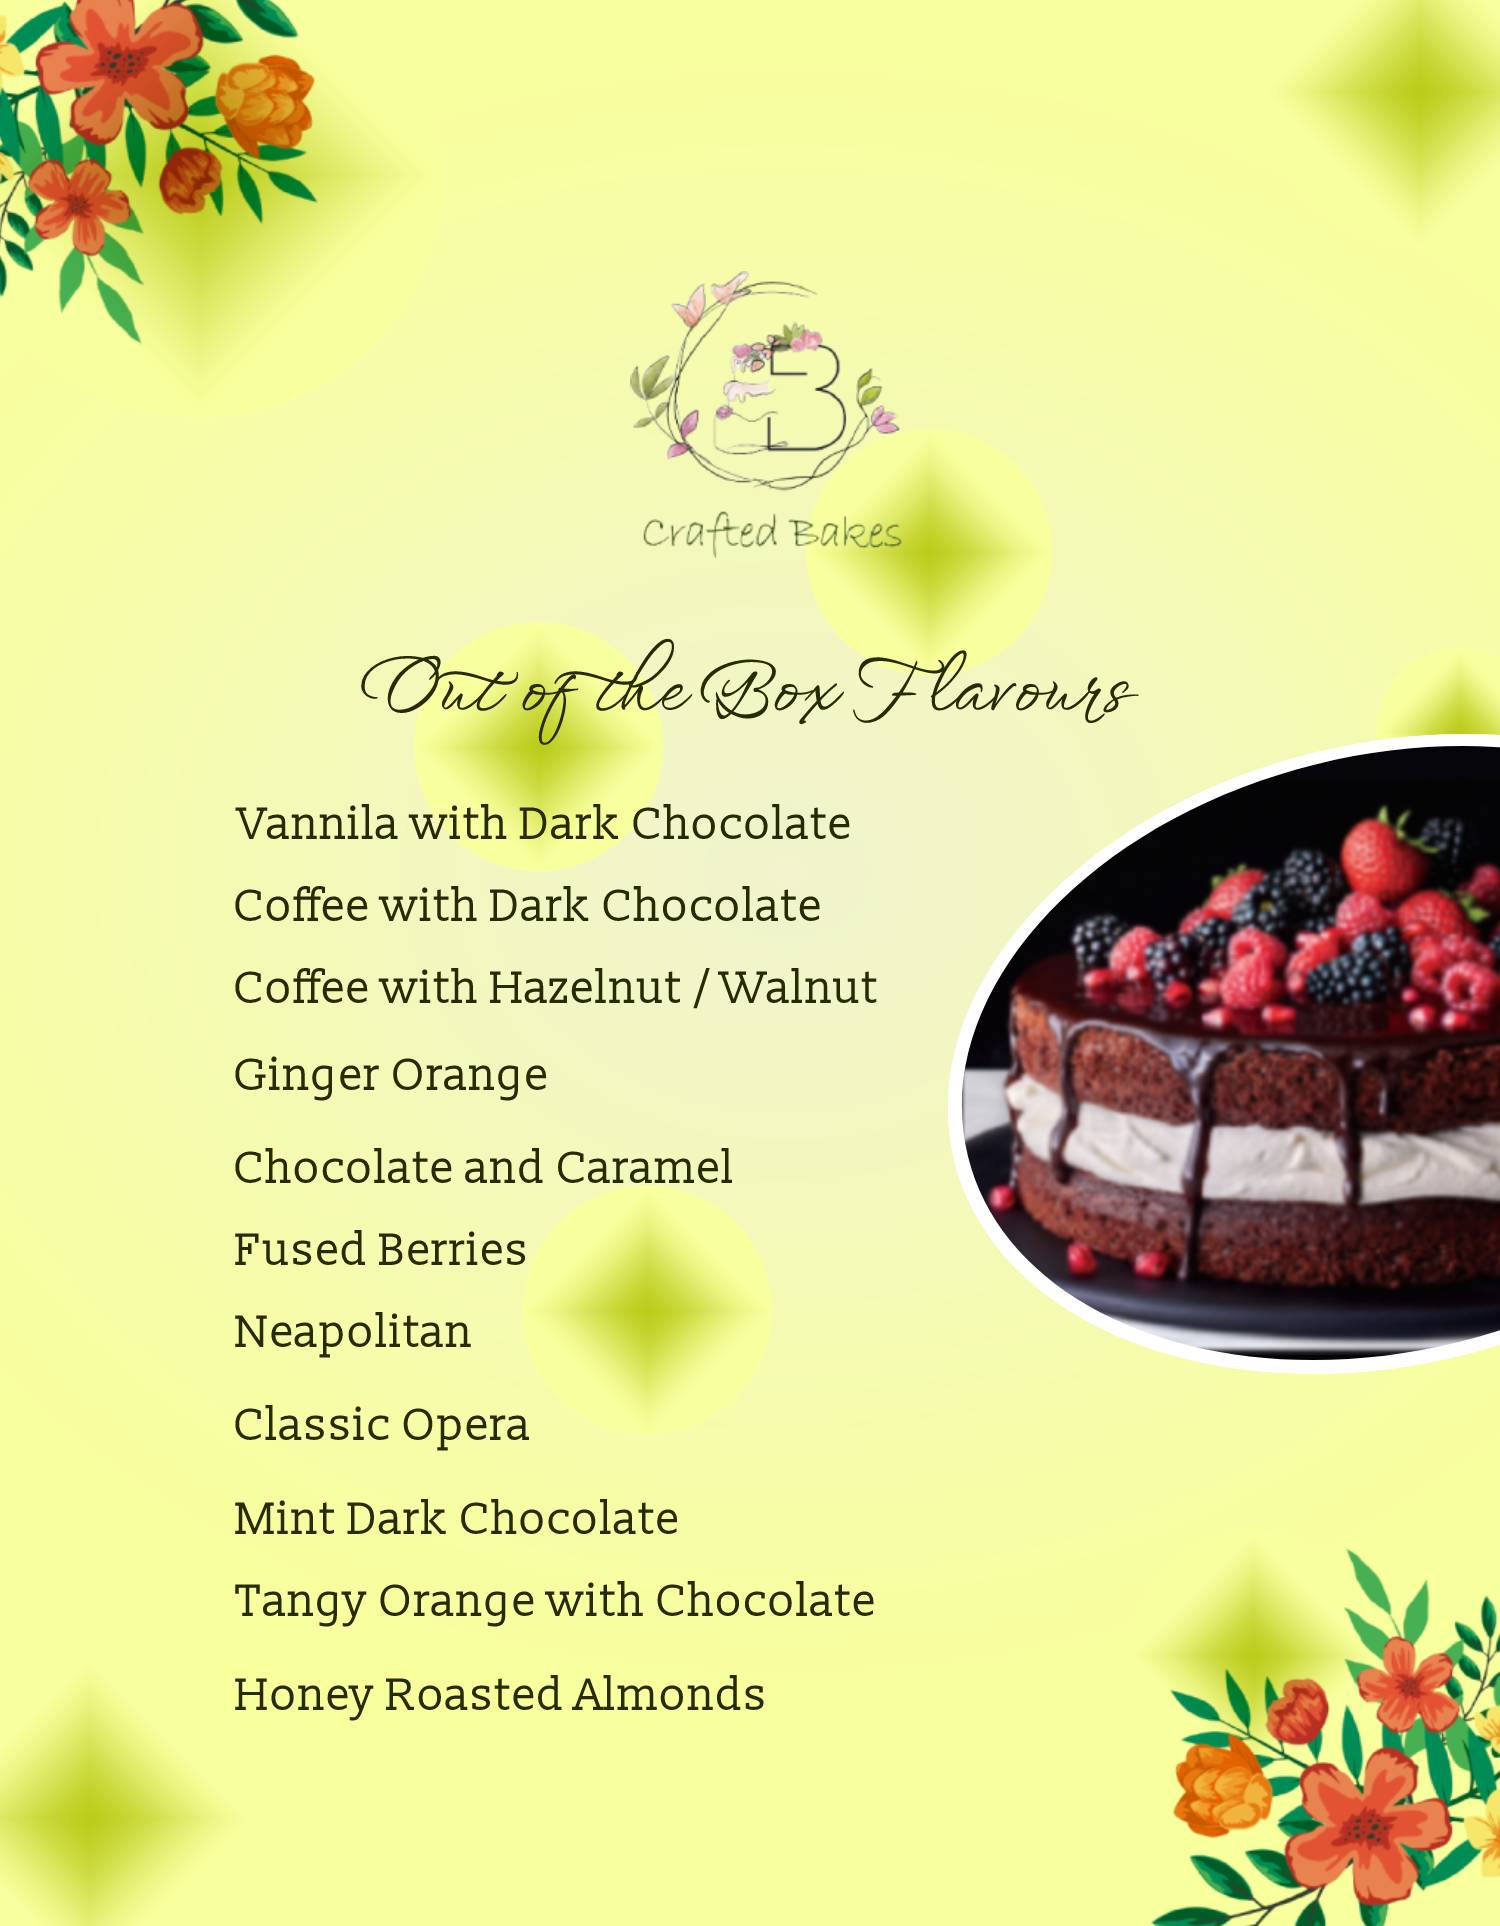 Crafted Bakes
Out of the Box Flavours
Vannila with Dark Chocolate
Coffee with Dark Chocolate
Coffee with Hazelnut / Walnut
Ginger Orange
Chocolate and Caramel
Fused Berries
Neapolitan
Classic Opera
Mint Dark Chocolate
Tangy Orange with Chocolate
Honey Roasted Almonds